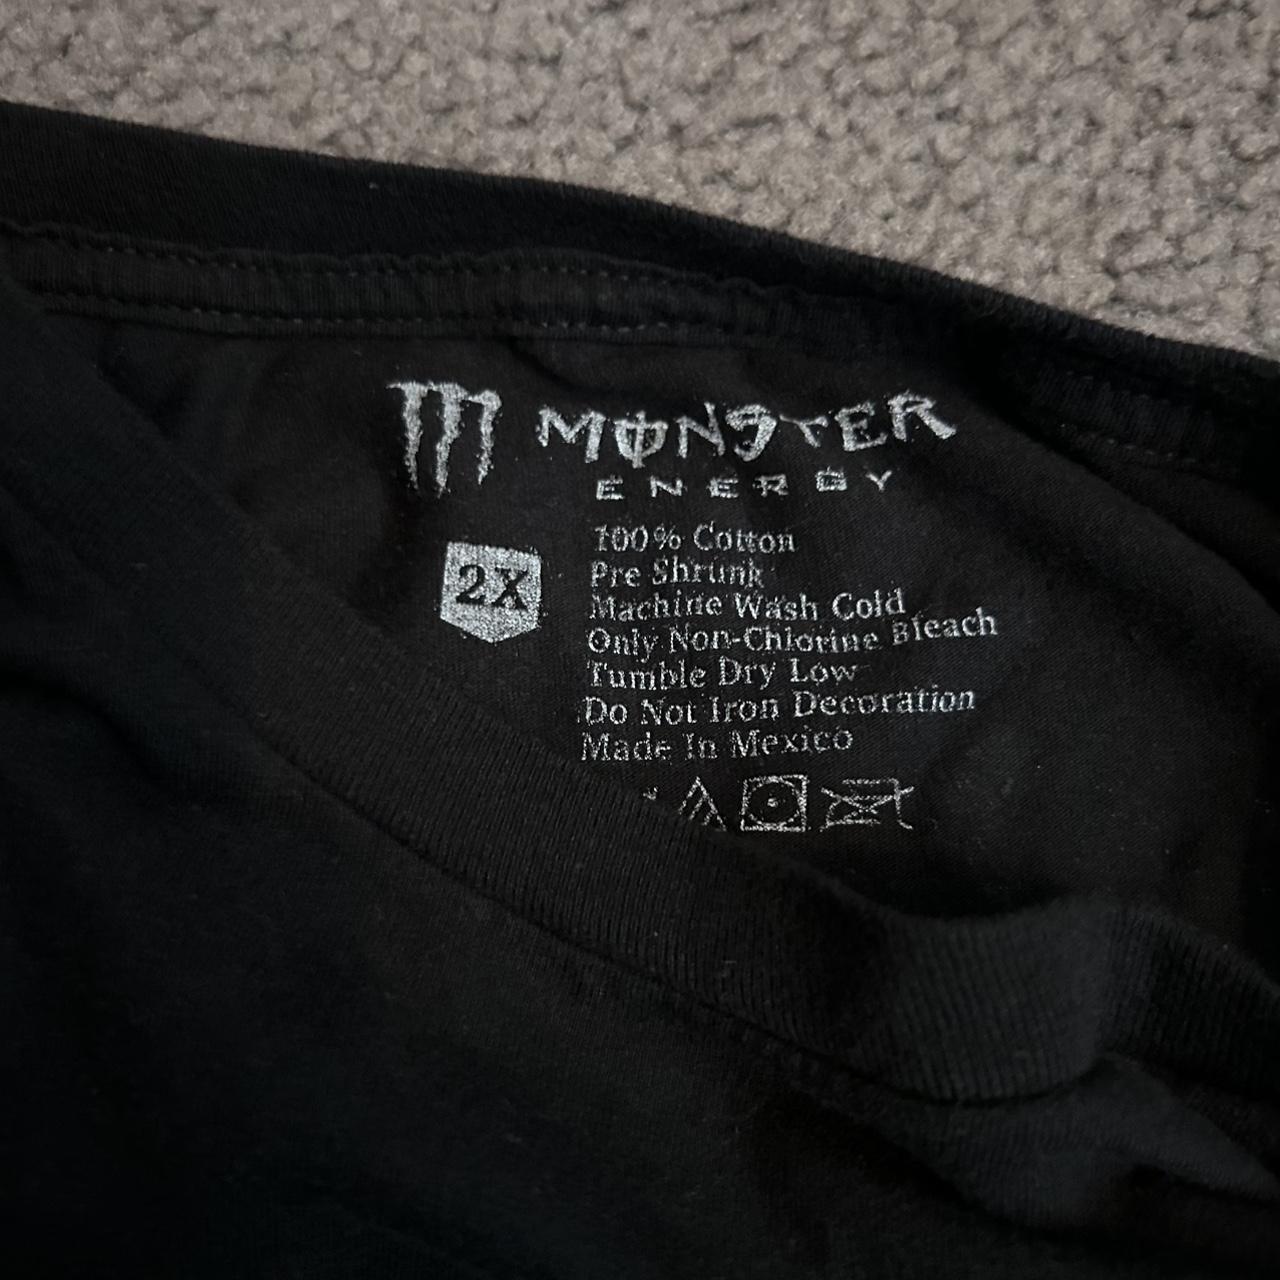 MONSTER
ENERGY
2X
100% Cotton
Pre Shrunk
Machine Wash Cold
Only Non-Chlorine Bleach
Tumble Dry Low
Do Not Iron Decoration
Made In Mexico